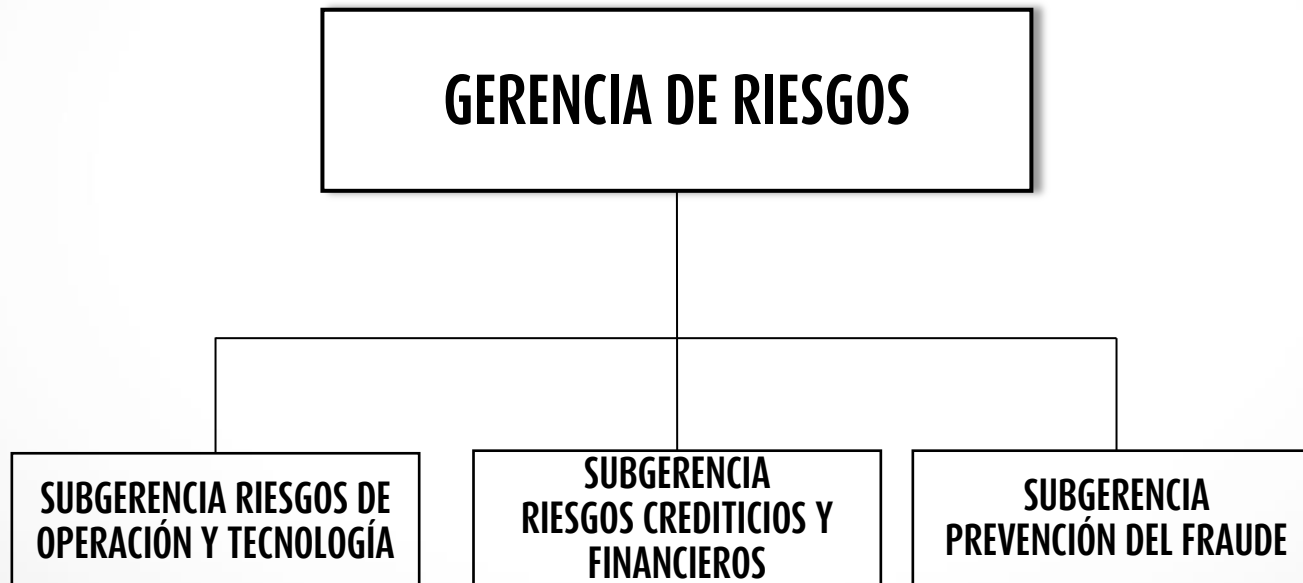 GERENCIA DE RIESGOS
SUBGERENCIA RIESGOS DE
OPERACIÓN Y TECNOLOGÍA
SUBGERENCIA
RIESGOS CREDITICIOS Y
FINANCIEROS
SUBGERENCIA
PREVENCIÓN DEL FRAUDE